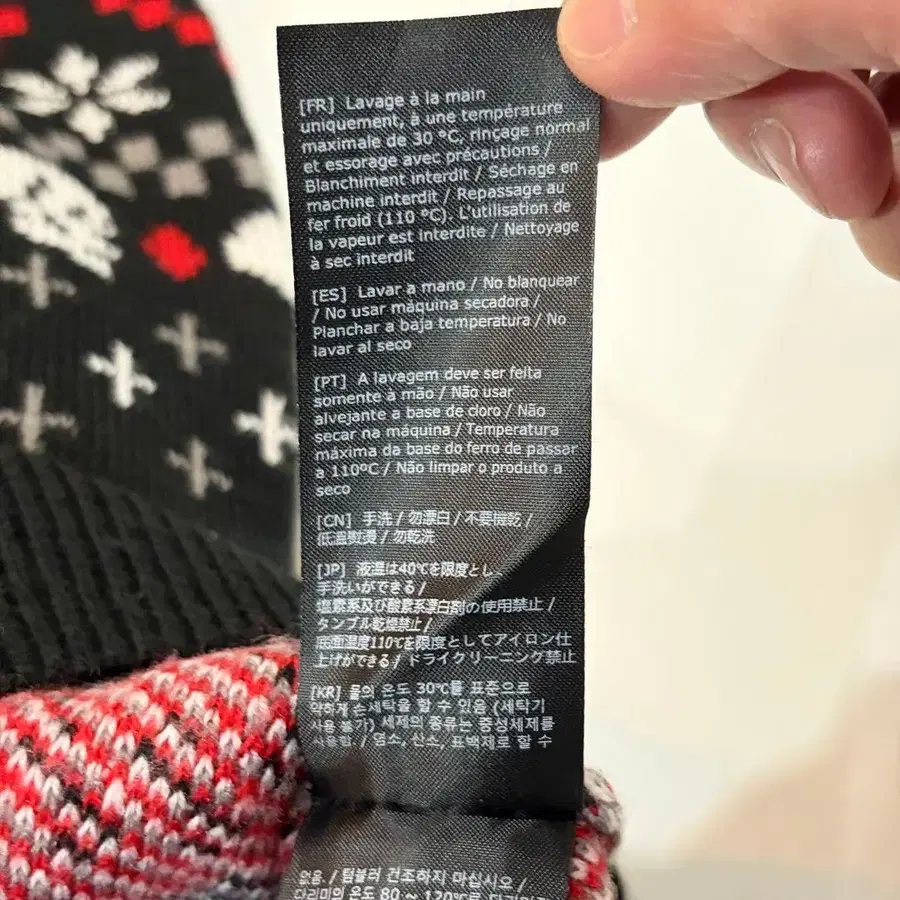 [FR] Lavage à la main
uniquement, à une température
maximale de 30 °C, rinçage normal
et essorage avec précautions /
Blanchiment interdit / Séchage en
machine interdit / Repassage au
fer froid (110 °C). L'utilisation de
la vapeur est interdite / Nettoyage
à sec interdit
[ES] Lavar a mano / No blanquear
/ No usar máquina secadora /
Planchar a baja temperatura / No
lavar al seco
[PT] A lavagem deve ser feita
somente à mão / Não usar
alvejante a base de cloro / Não
secar na máquina / Temperatura
máxima da base do ferro de passar
a 110ºC / Não limpar o produto a
seco
[CN] 手洗 / 勿漂白 / 不要機乾 /
低溫熨燙 / 勿乾洗
[JP] 液温は40℃を限度とし、
手洗いができる /
塩素系及び酸素系漂白剤の使用禁止 /
タンブル乾燥禁止 /
底面温度110℃を限度としてアイロン仕
上げができる / ドライクリーニング禁止
[KR] 물의 온도 30℃를 표준으로
약하게 손세탁을 할 수 있음 (세탁기
사용 불가) 세제의 종류는 중성세제를
사용함. / 염소, 산소, 표백제로 할 수
없음. / 텀블러 건조하지 마십시오 /
다리미의 온도 80 ~ 120℃로